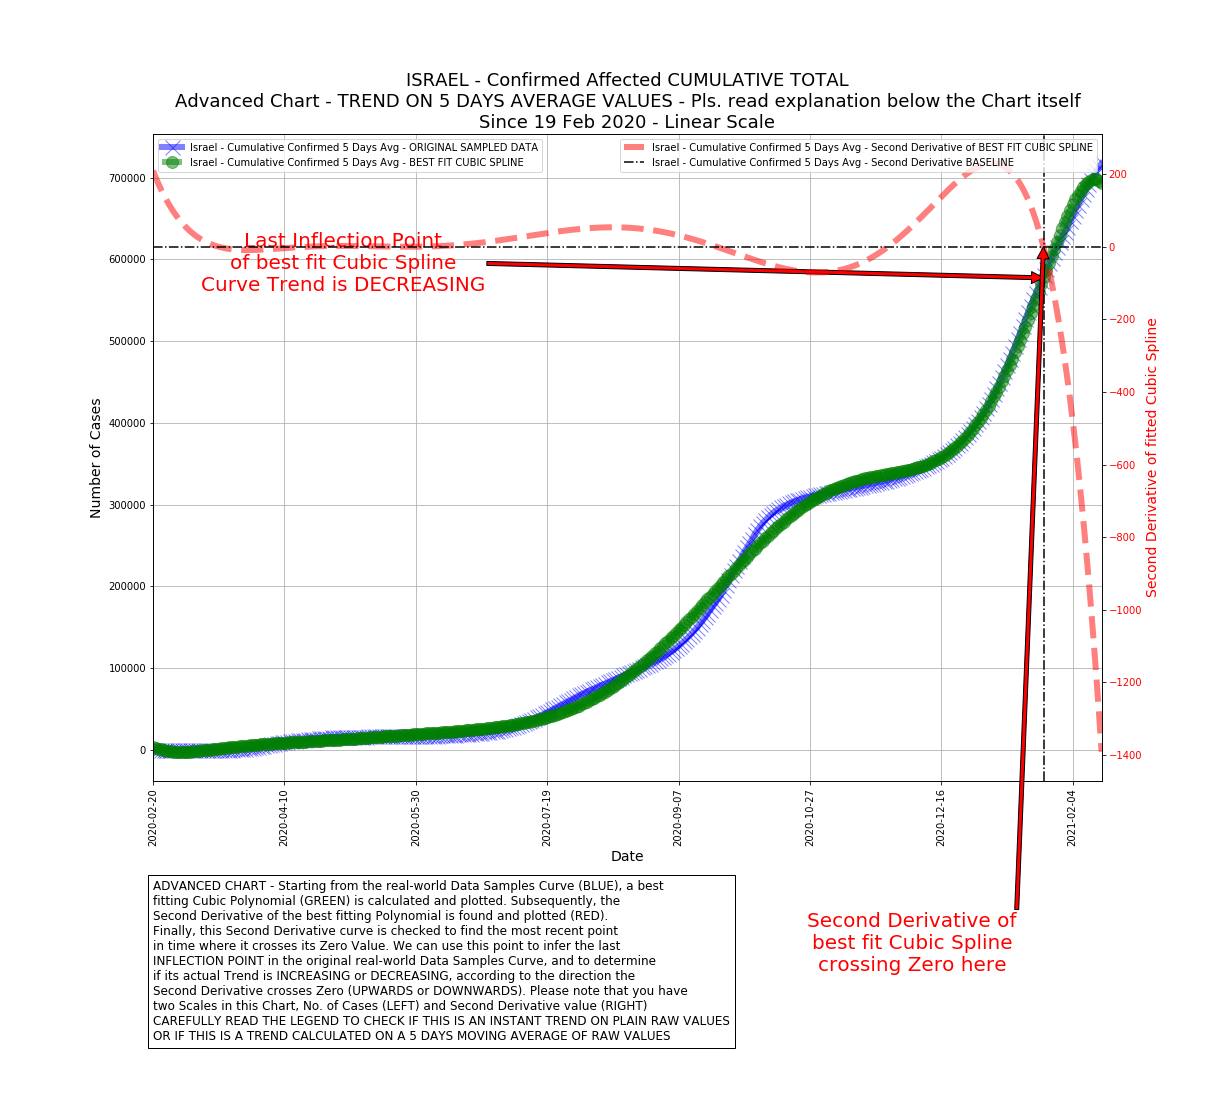 ISRAEL - Confirmed Affected CUMULATIVE TOTAL
Advanced Chart - TREND ON 5 DAYS AVERAGE VALUES - Pls. read explanation below the Chart itself
Since 19 Feb 2020 - Linear Scale
Israel - Cumulative Confirmed 5 Days Avg - ORIGINAL SAMPLED DATA
Israel - Cumulative Confirmed 5 Days Avg - BEST FIT CUBIC SPLINE
Israel - Cumulative Confirmed 5 Days Avg - Second Derivative of BEST FIT CUBIC SPLINE
Israel - Cumulative Confirmed 5 Days Avg - Second Derivative BASELINE
Last Inflection Point
of best fit Cubic Spline
Curve Trend is DECREASING
Number of Cases
700000
600000
500000
400000
300000
200000
100000
0
200
0
−200
−400
−600
−800
−1000
−1200
−1400
Second Derivative of fitted Cubic Spline
2020-02-20
2020-04-10
2020-05-30
2020-07-19
2020-09-07
2020-10-27
2020-12-16
2021-02-04
Date
ADVANCED CHART - Starting from the real-world Data Samples Curve (BLUE), a best
fitting Cubic Polynomial (GREEN) is calculated and plotted. Subsequently, the
Second Derivative of the best fitting Polynomial is found and plotted (RED).
Finally, this Second Derivative curve is checked to find the most recent point
in time where it crosses its Zero Value. We can use this point to infer the last
INFLECTION POINT in the original real-world Data Samples Curve, and to determine
if its actual Trend is INCREASING or DECREASING, according to the direction the
Second Derivative crosses Zero (UPWARDS or DOWNWARDS). Please note that you have
two Scales in this Chart, No. of Cases (LEFT) and Second Derivative value (RIGHT)
CAREFULLY READ THE LEGEND TO CHECK IF THIS IS AN INSTANT TREND ON PLAIN RAW VALUES
OR IF THIS IS A TREND CALCULATED ON A 5 DAYS MOVING AVERAGE OF RAW VALUES
Second Derivative of
best fit Cubic Spline
crossing Zero here